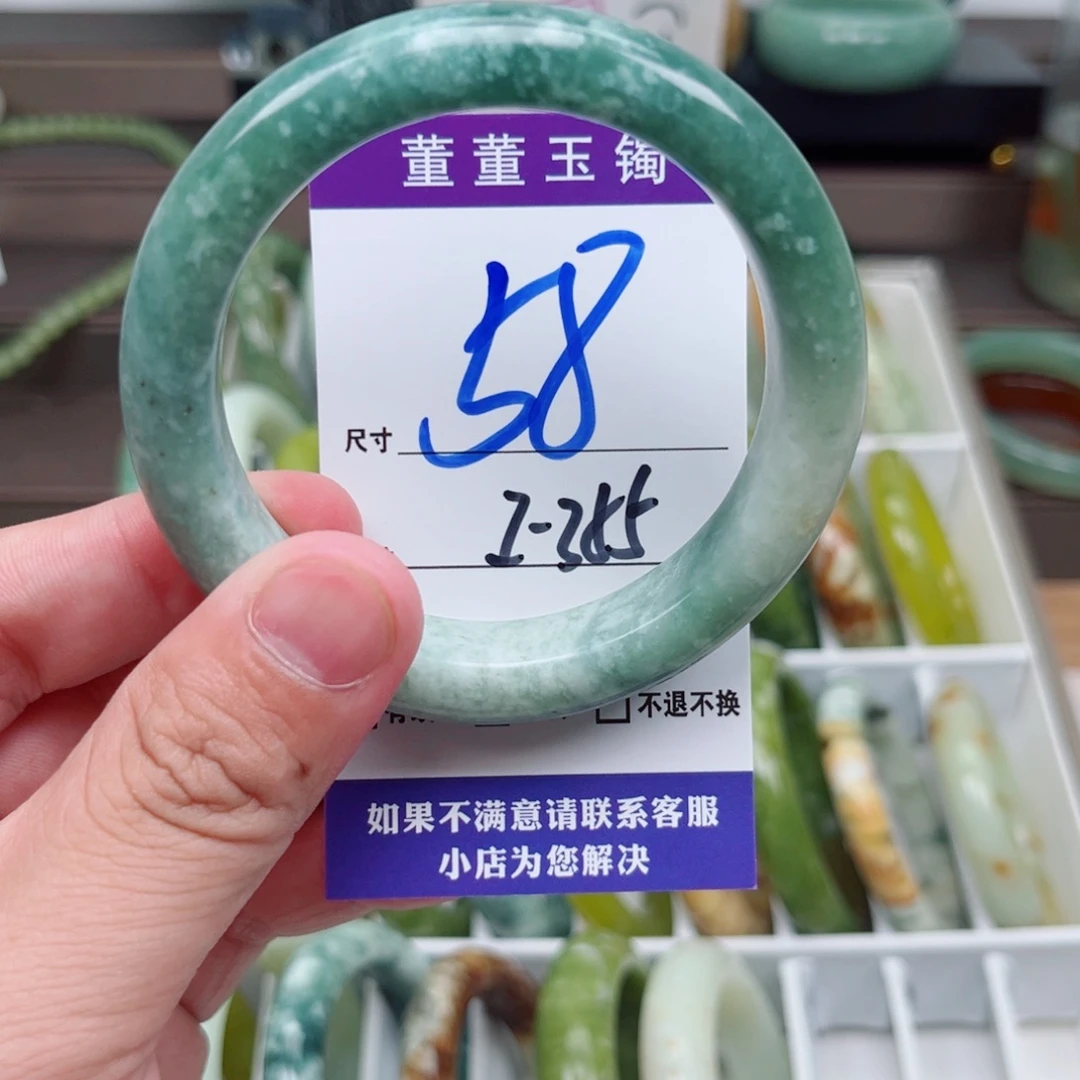 董董玉镯
58
尺寸
I-385
不退不换
如果不满意请联系客服
小店为您解决